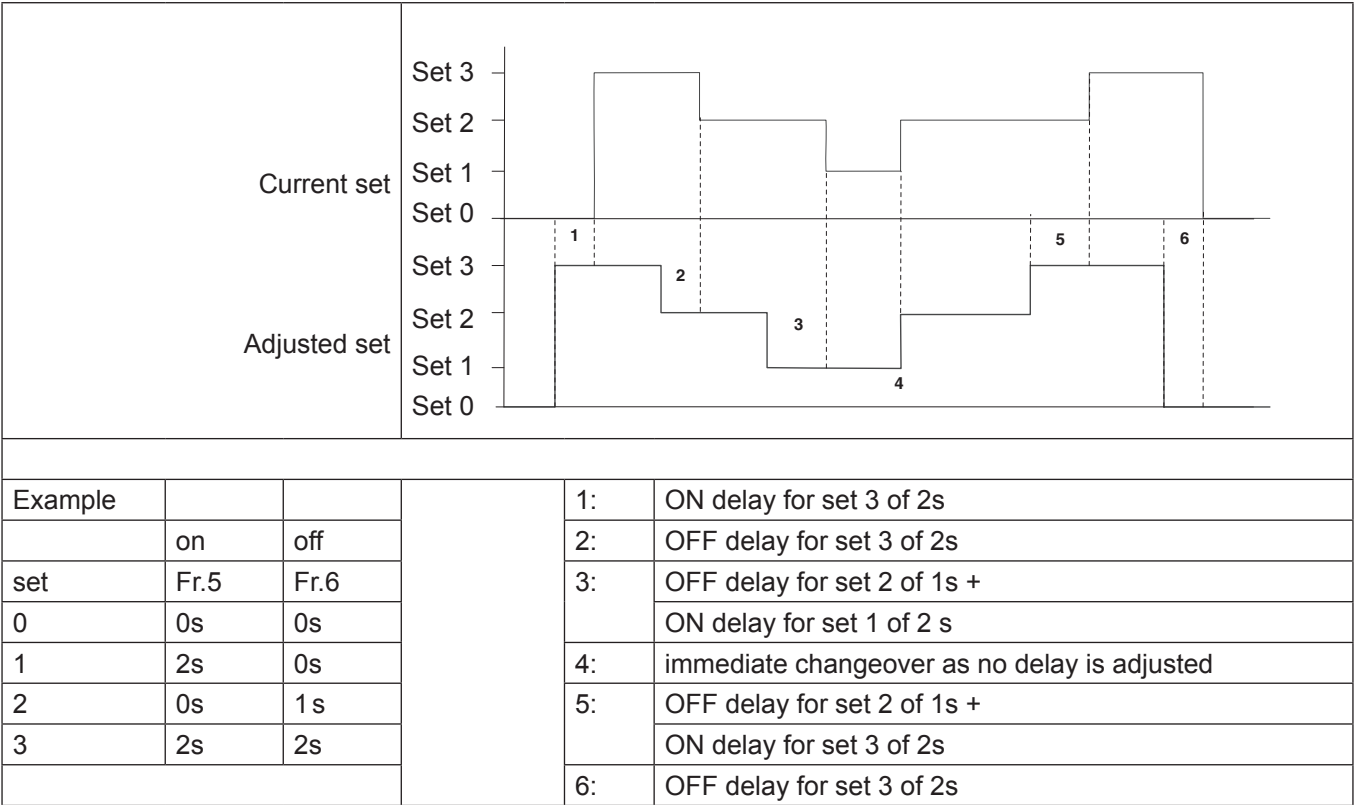 Set 3
Set 2
Set 1
Current set
Set 0
1
5
6
Set 3
2
Set 2
3
Adjusted set
Set 1
4
Set 0
Example
1: ON delay for set 3 of 2s
on off
2: OFF delay for set 3 of 2s
set Fr.5 Fr.6
3: OFF delay for set 2 of 1s +
0 0s 0s
ON delay for set 1 of 2 s
1 2s 0s
4: immediate changeover as no delay is adjusted
2 0s 1s
5: OFF delay for set 2 of 1s +
3 2s 2s
ON delay for set 3 of 2s
6: OFF delay for set 3 of 2s